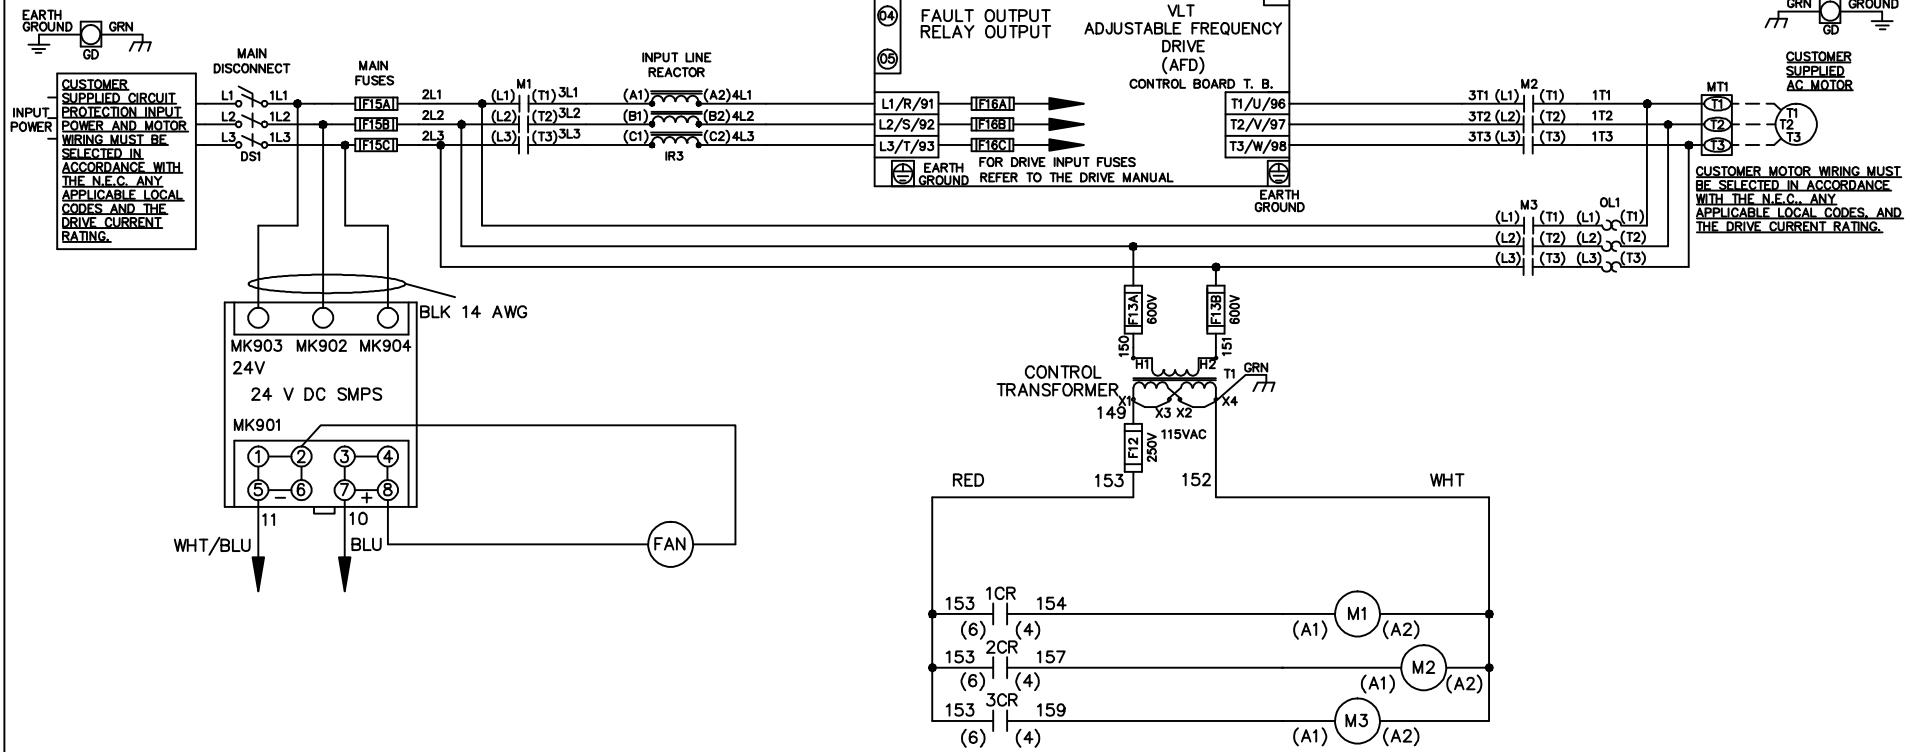 EARTH
GROUND
GRN
GD
MAIN
DISCONNECT
L1
1L1
L2
1L2
L3
1L3
DS1
INPUT
POWER
CUSTOMER
SUPPLIED CIRCUIT
PROTECTION INPUT
POWER AND MOTOR
WIRING MUST BE
SELECTED IN
ACCORDANCE WITH
THE N.E.C. ANY
APPLICABLE LOCAL
CODES AND THE
DRIVE CURRENT
RATING.
MAIN
FUSES
F15A
F15B
F15C
2L1
2L2
2L3
M1
(L1) (T1) 3L1
(L2) (T2) 3L2
(L3) (T3) 3L3
INPUT LINE
REACTOR
(A1) (A2) 4L1
(B1) (B2) 4L2
(C1) (C2) 4L3
IR3
04
05
FAULT OUTPUT
RELAY OUTPUT
VLT
ADJUSTABLE FREQUENCY
DRIVE
(AFD)
CONTROL BOARD T. B.
L1/R/91
L2/S/92
L3/T/93
F16A
F16B
F16C
T1/U/96
T2/V/97
T3/W/98
FOR DRIVE INPUT FUSES
REFER TO THE DRIVE MANUAL
EARTH
GROUND
EARTH
GROUND
M2
3T1 (L1) (T1) 1T1
3T2 (L2) (T2) 1T2
3T3 (L3) (T3) 1T3
MT1
T1
T2
T3
T1
T2
T3
GRN
GROUND
GD
CUSTOMER
SUPPLIED
AC MOTOR
CUSTOMER MOTOR WIRING MUST
BE SELECTED IN ACCORDANCE
WITH THE N.E.C., ANY
APPLICABLE LOCAL CODES, AND
THE DRIVE CURRENT RATING.
M3
OL1
(L1) (T1) (L1) (T1)
(L2) (T2) (L2) (T2)
(L3) (T3) (L3) (T3)
BLK 14 AWG
MK903 MK902 MK904
24V
24 V DC SMPS
MK901
1 2 3 4
5 - 6 7 + 8
11
10
WHT/BLU
BLU
FAN
F13A
600V
F13B
600V
150
151
H1
H2
CONTROL
TRANSFORMER
T1
GRN
X1
X3 X2
X4
149
115VAC
F12
250V
RED
153
152
WHT
153 1CR 154
(6) (4)
M1
(A1) (A2)
153 2CR 157
(6) (4)
M2
(A1) (A2)
153 3CR 159
(6) (4)
M3
(A1) (A2)